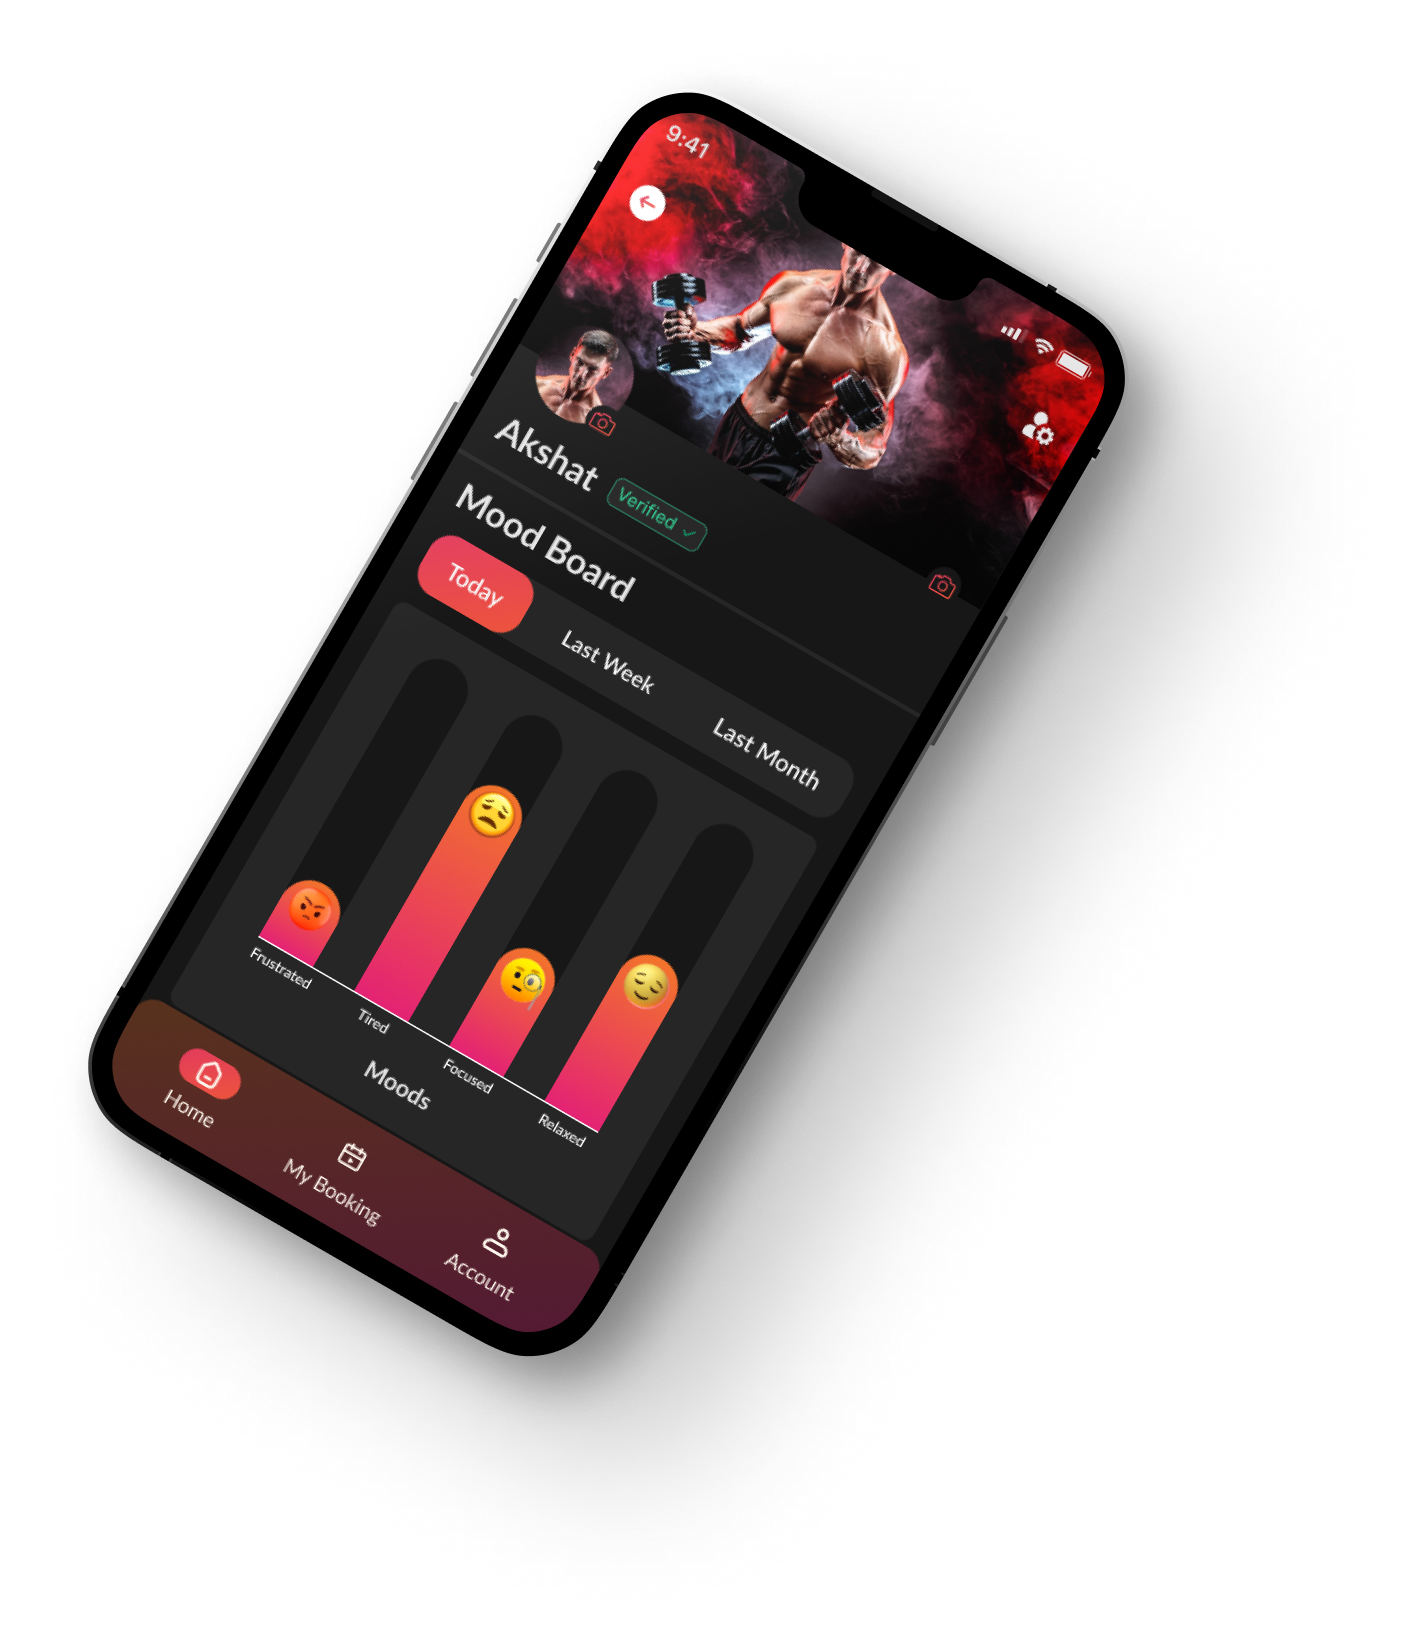 9:41
Akshat
Verified
Mood Board
Today Last Week Last Month
Frustrated Tired Focused Relaxed
Moods
Home My Booking Account